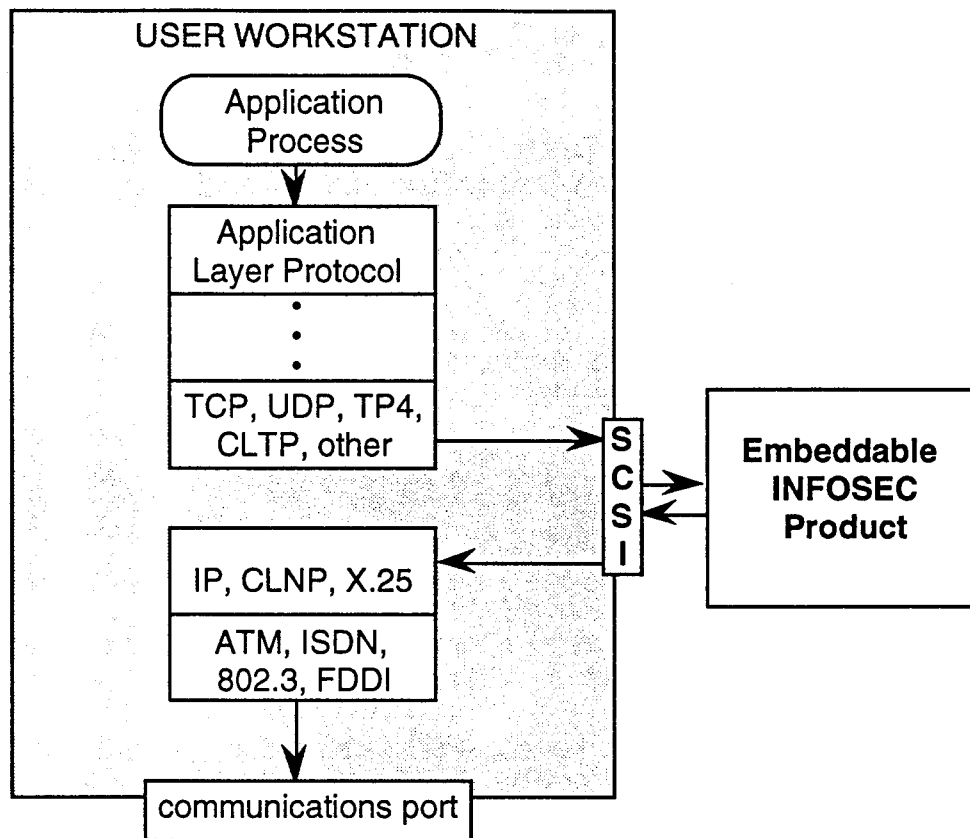 USER WORKSTATION
Application
Process
Application
Layer Protocol
TCP, UDP, TP4,
CLTP, other
S
C
S
I
Embeddable
INFOSEC
Product
IP, CLNP, X.25
ATM, ISDN,
802.3, FDDI
communications port